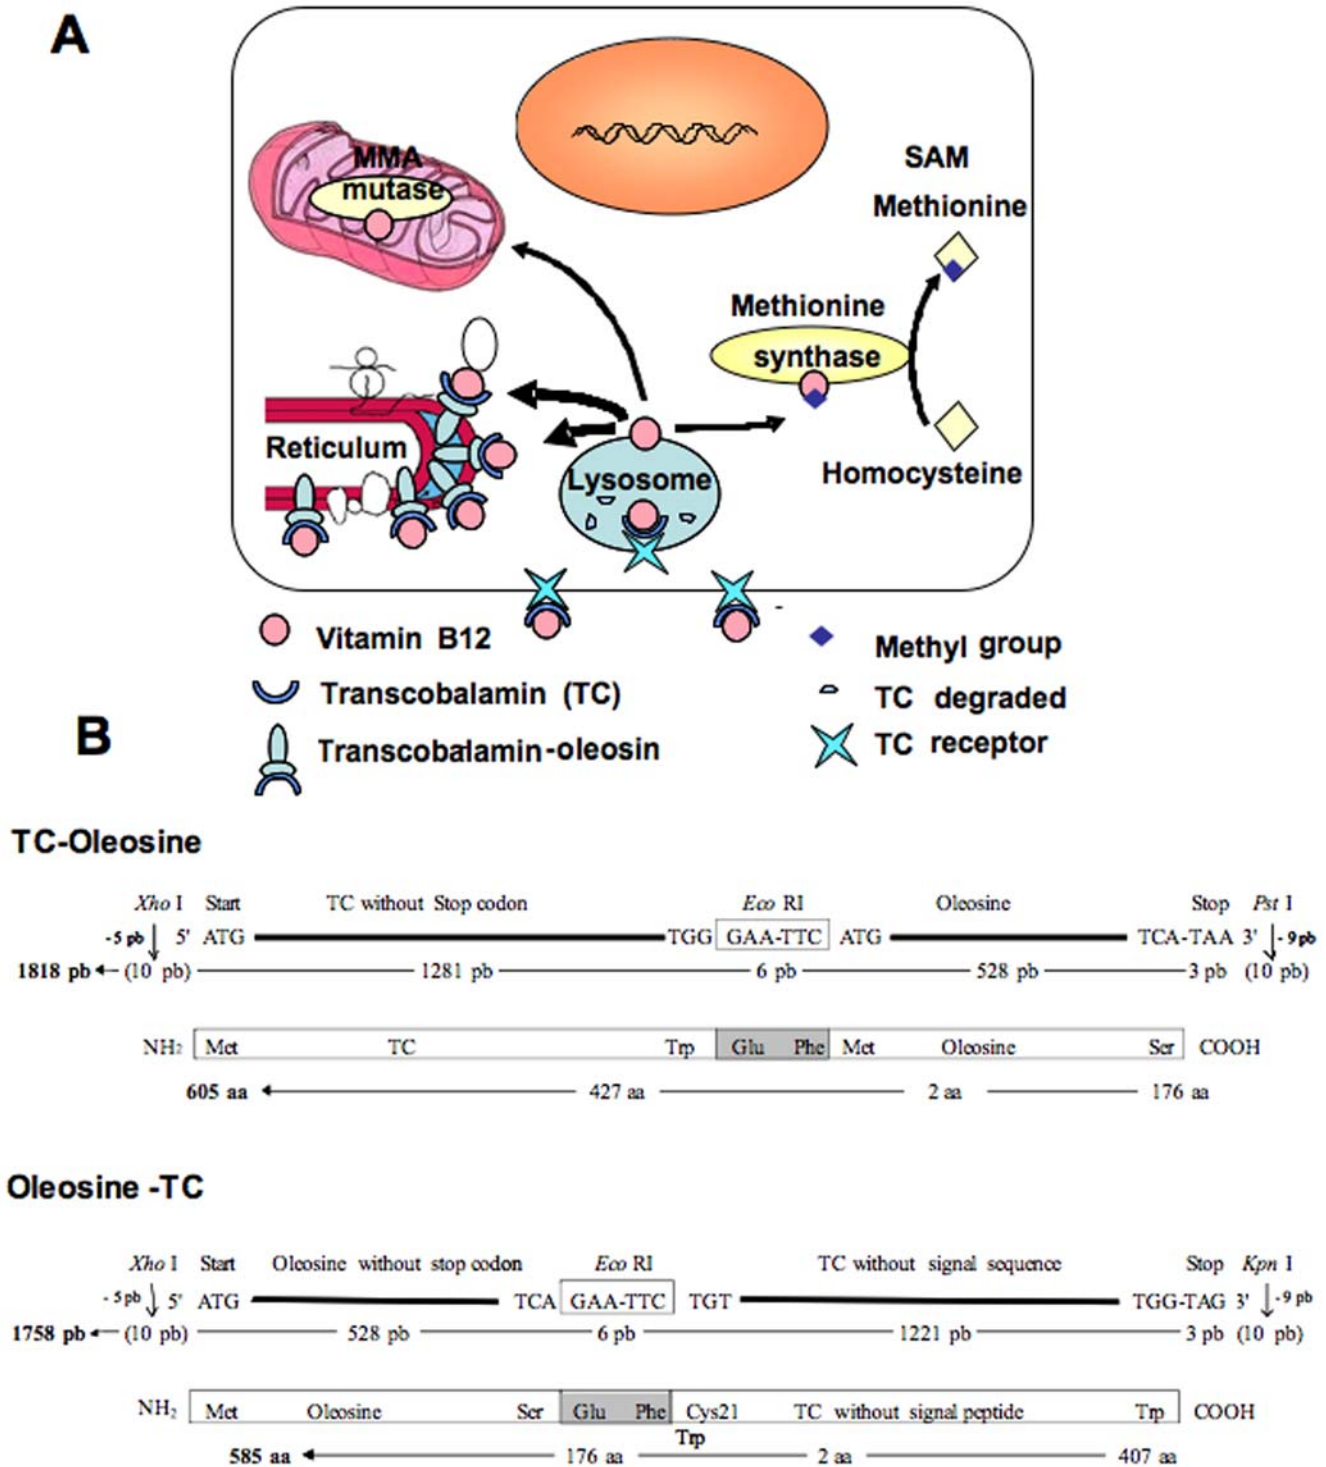 A
MMA
mutase
SAM
Methionine
Methionine
synthase
Reticulum
Lysosome
Homocysteine
Vitamin B12
Methyl group
Transcobalamin (TC)
TC degraded
Transcobalamin-oleosin
TC receptor
B
TC-Oleosine
Xho I Start TC without Stop codon Eco RI Oleosine Stop Pst I
-5 pb 5' ATG TGG GAA-TTC ATG TCA-TAA 3' - 9pb
1818 pb (10 pb) 1281 pb 6 pb 528 pb 3 pb (10 pb)
NH2 Met TC Trp Glu Phe Met Oleosine Ser COOH
605 aa 427 aa 2 aa 176 aa
Oleosine -TC
Xho I Start Oleosine without stop codon Eco RI TC without signal sequence Stop Kpn I
- 5pb 5' ATG TCA GAA-TTC TGT TGG-TAG 3' -9 pb
1758 pb (10 pb) 528 pb 6 pb 1221 pb 3 pb (10 pb)
NH2 Met Oleosine Ser Glu Phe Cys21 TC without signal peptide Trp COOH
Trp
585 aa 176 aa 2 aa 407 aa